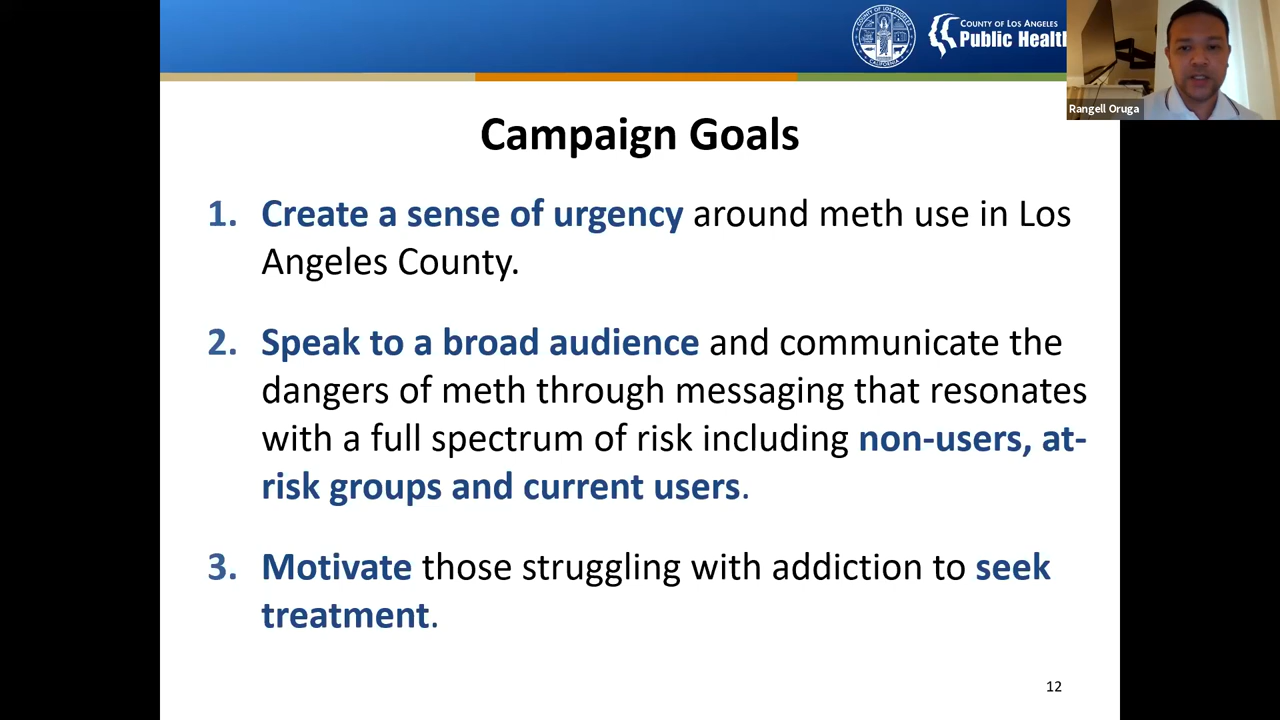 COUNTY OF LOS ANGELES
Public Health
Rangell Oruga
Campaign Goals
1. Create a sense of urgency around meth use in Los
Angeles County.
2. Speak to a broad audience and communicate the
dangers of meth through messaging that resonates
with a full spectrum of risk including non-users, at-
risk groups and current users.
3. Motivate those struggling with addiction to seek
treatment.
12